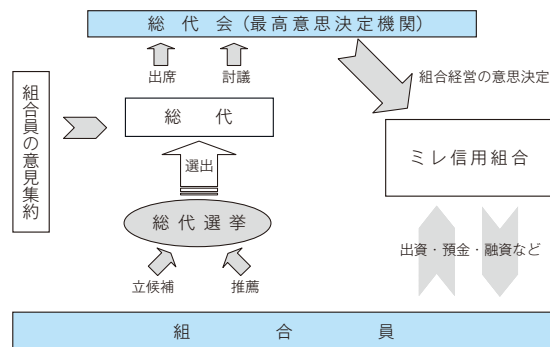 総代会(最高意思決定機関)
出席
討議
組合経営の意思決定
組合員の意見集約
総代
ミレ信用組合
選出
総代選挙
出資・預金・融資など
立候補
推薦
組合員